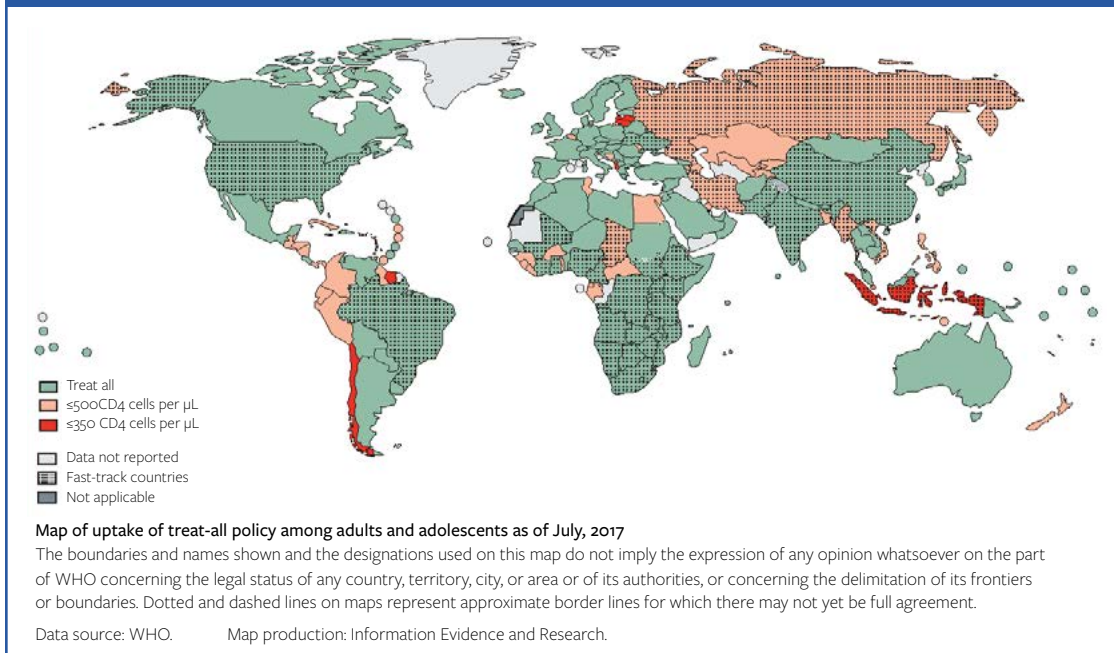 Treat all
≤500CD4 cells per µL
≤350 CD4 cells per µL
Data not reported
Fast-track countries
Not applicable
Map of uptake of treat-all policy among adults and adolescents as of July, 2017
The boundaries and names shown and the designations used on this map do not imply the expression of any opinion whatsoever on the part
of WHO concerning the legal status of any country, territory, city, or area or of its authorities, or concerning the delimitation of its frontiers
or boundaries. Dotted and dashed lines on maps represent approximate border lines for which there may not yet be full agreement.
Data source: WHO. Map production: Information Evidence and Research.